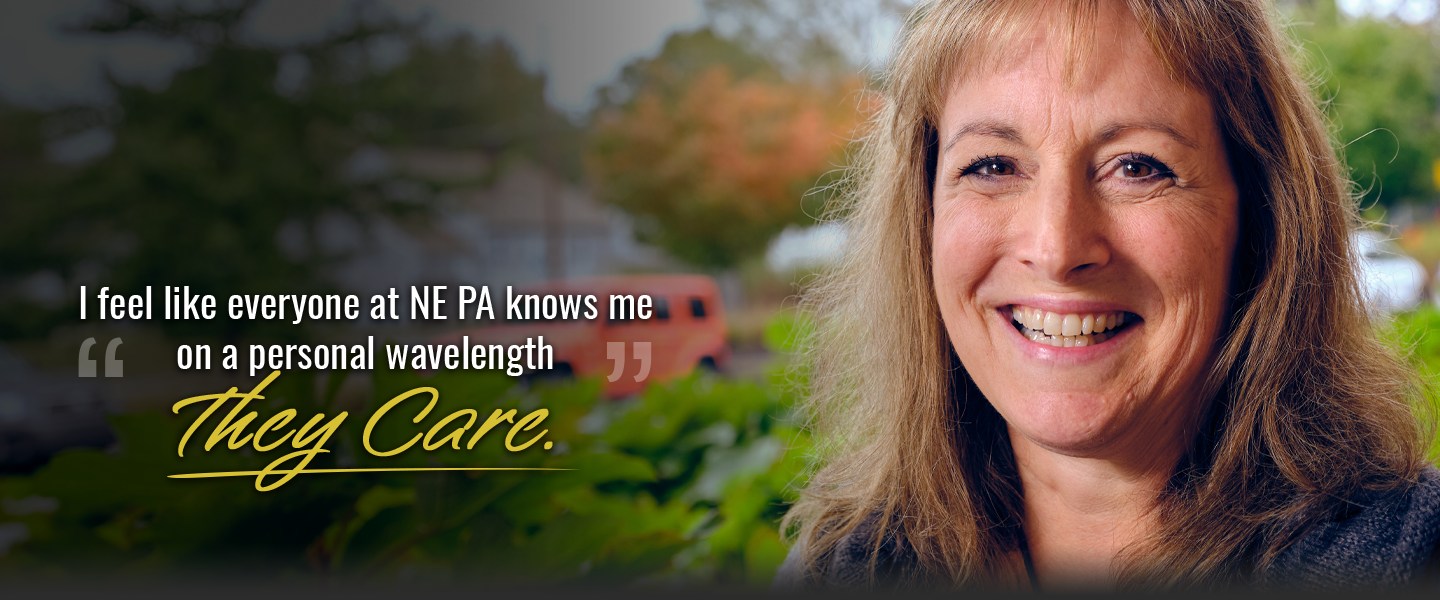 I feel like everyone at NE PA knows me
“ on a personal wavelength ”
They Care.